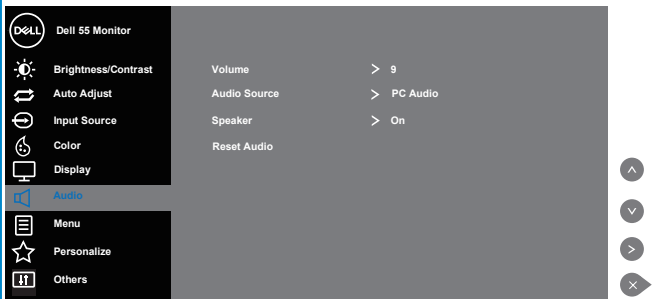 DELL
Dell 55 Monitor
Brightness/Contrast
Volume > 9
Auto Adjust
Audio Source > PC Audio
Input Source
Speaker > On
Color
Reset Audio
Display
Audio
Menu
Personalize
Others